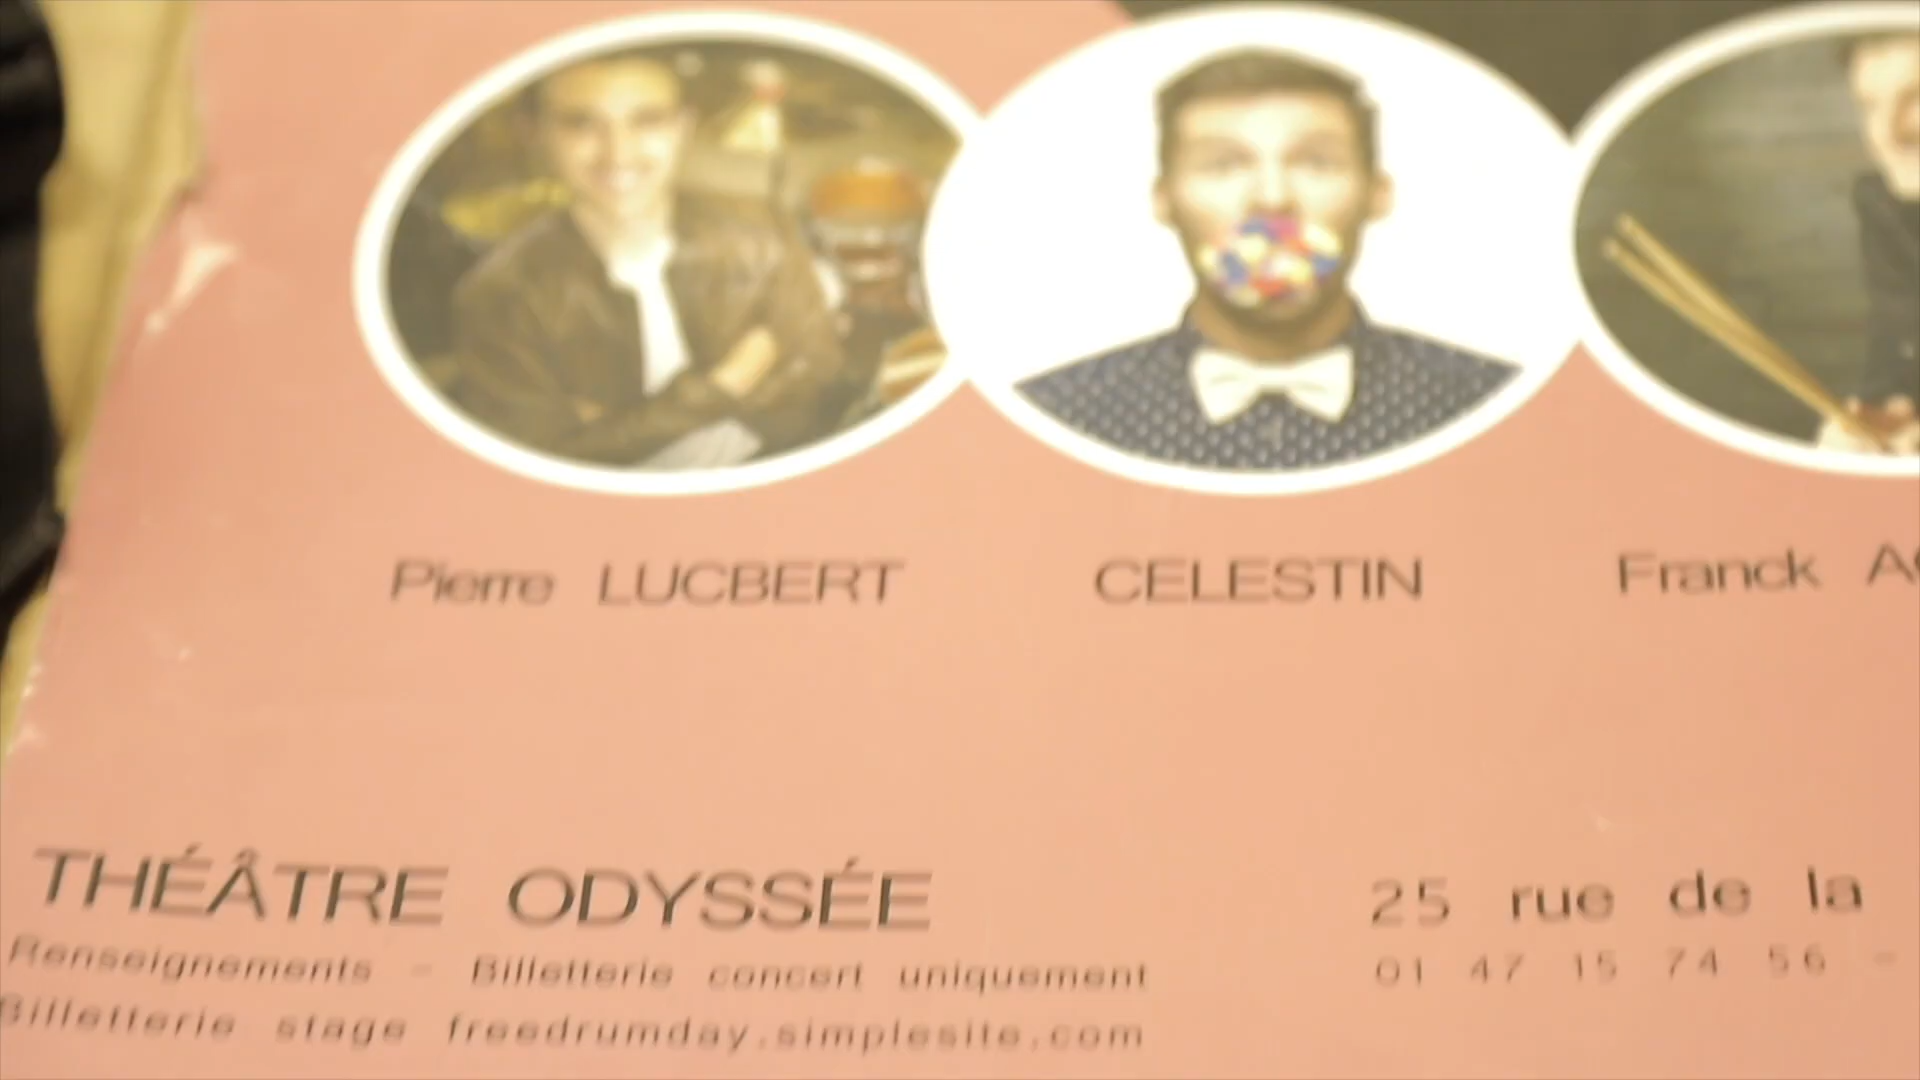 Pierre LUCBERT
CELESTIN
Franck
THÉÂTRE ODYSSÉE
25 rue de la
Renseignements - Billetterie concert uniquement
01 47 15 74 56 -
Billetterie stage freedrumday.simplesite.com